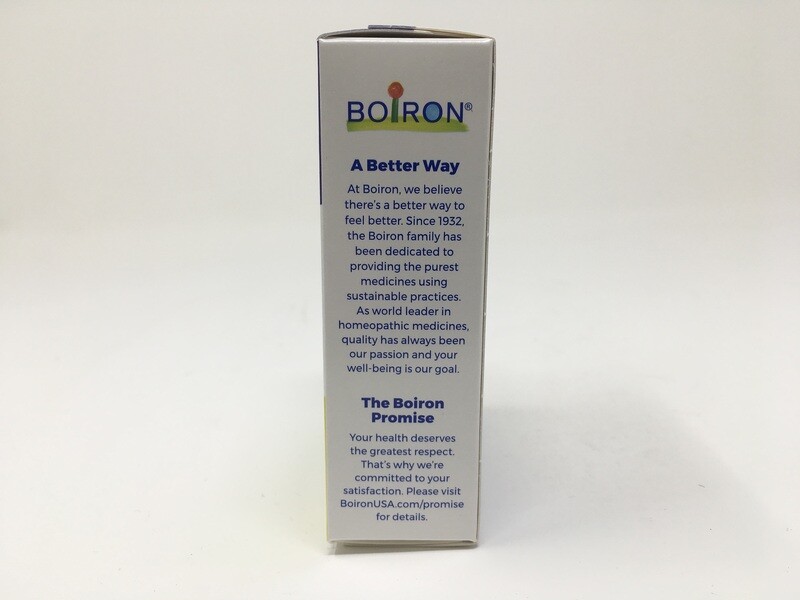 BOIRON®
A Better Way
At Boiron, we believe
there's a better way to
feel better. Since 1932,
the Boiron family has
been dedicated to
providing the purest
medicines using
sustainable practices.
As world leader in
homeopathic medicines,
quality has always been
our passion and your
well-being is our goal.
The Boiron
Promise
Your health deserves
the greatest respect.
That's why we're
committed to your
satisfaction. Please visit
BoironUSA.com/promise
for details.